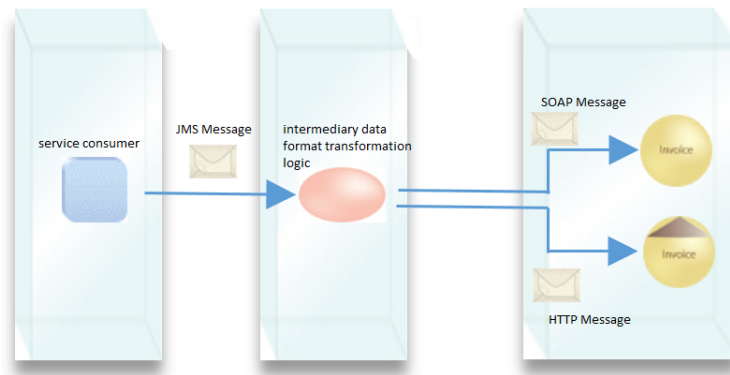 service consumer
JMS Message
intermediary data
format transformation
logic
SOAP Message
Invoice
Invoice
HTTP Message